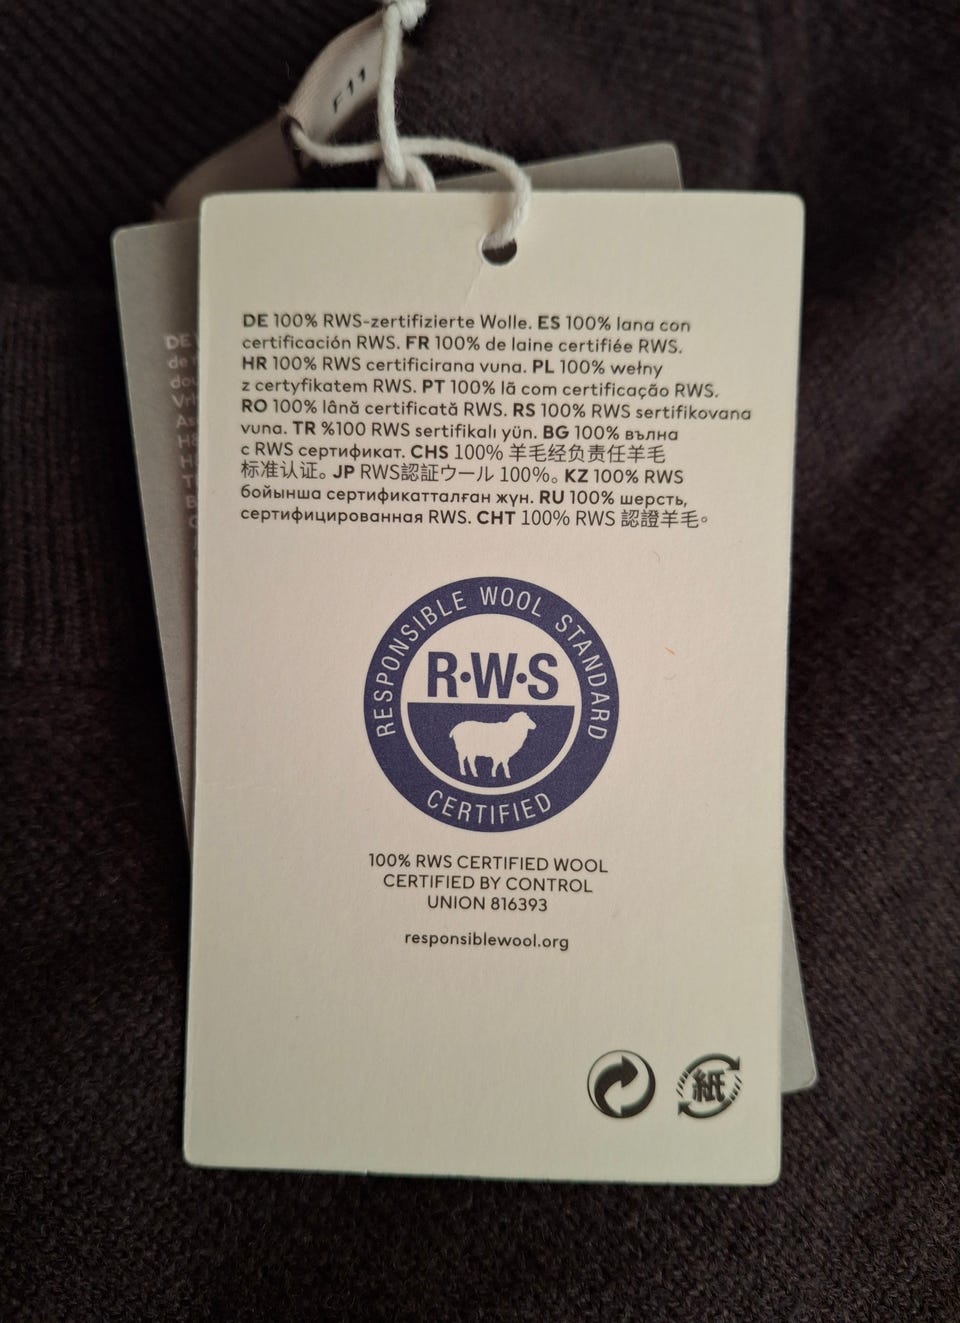 F11
DE 100% RWS-zertifizierte Wolle. ES 100% lana con
certificación RWS. FR 100% de laine certifiée RWS.
HR 100% RWS certificirana vuna. PL 100% wełny
z certyfikatem RWS. PT 100% lã com certificação RWS.
RO 100% lână certificată RWS. RS 100% RWS sertifikovana
vuna. TR %100 RWS sertifikalı yün. BG 100% вълна
с RWS сертификат. CHS 100% 羊毛经负责任羊毛
标准认证。JP RWS認証ウール 100%。KZ 100% RWS
бойынша сертификатталған жүн. RU 100% шерсть,
сертифицированная RWS. CHT 100% RWS 認證羊毛。
RESPONSIBLE WOOL STANDARD
R·W·S
CERTIFIED
100% RWS CERTIFIED WOOL
CERTIFIED BY CONTROL
UNION 816393
responsiblewool.org
紙
DE
de
dou